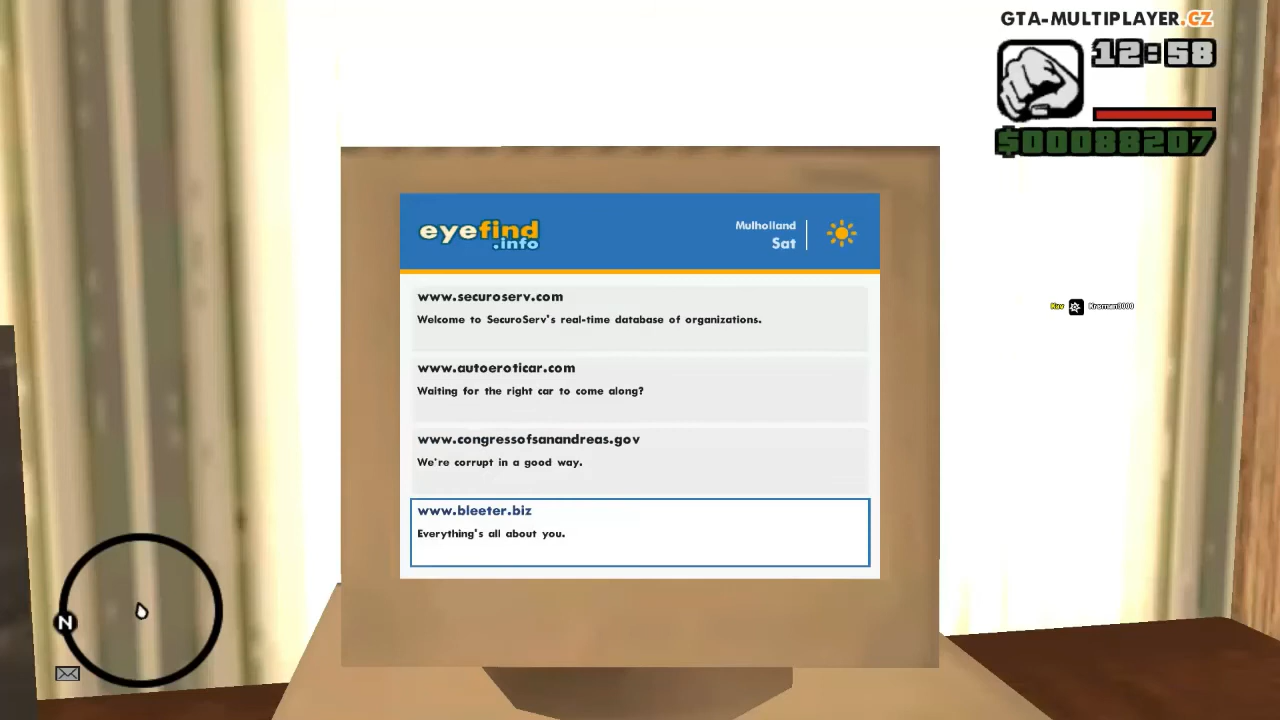 GTA-MULTIPLAYER.CZ
12:58
$00088207
eyefind
.info
Mulholland
Sat
www.securoserv.com
Welcome to SecuroServ's real-time database of organizations.
www.autoeroticar.com
Waiting for the right car to come along?
www.congressofsanandreas.gov
We're corrupt in a good way.
www.bleeter.biz
Everything's all about you.
N